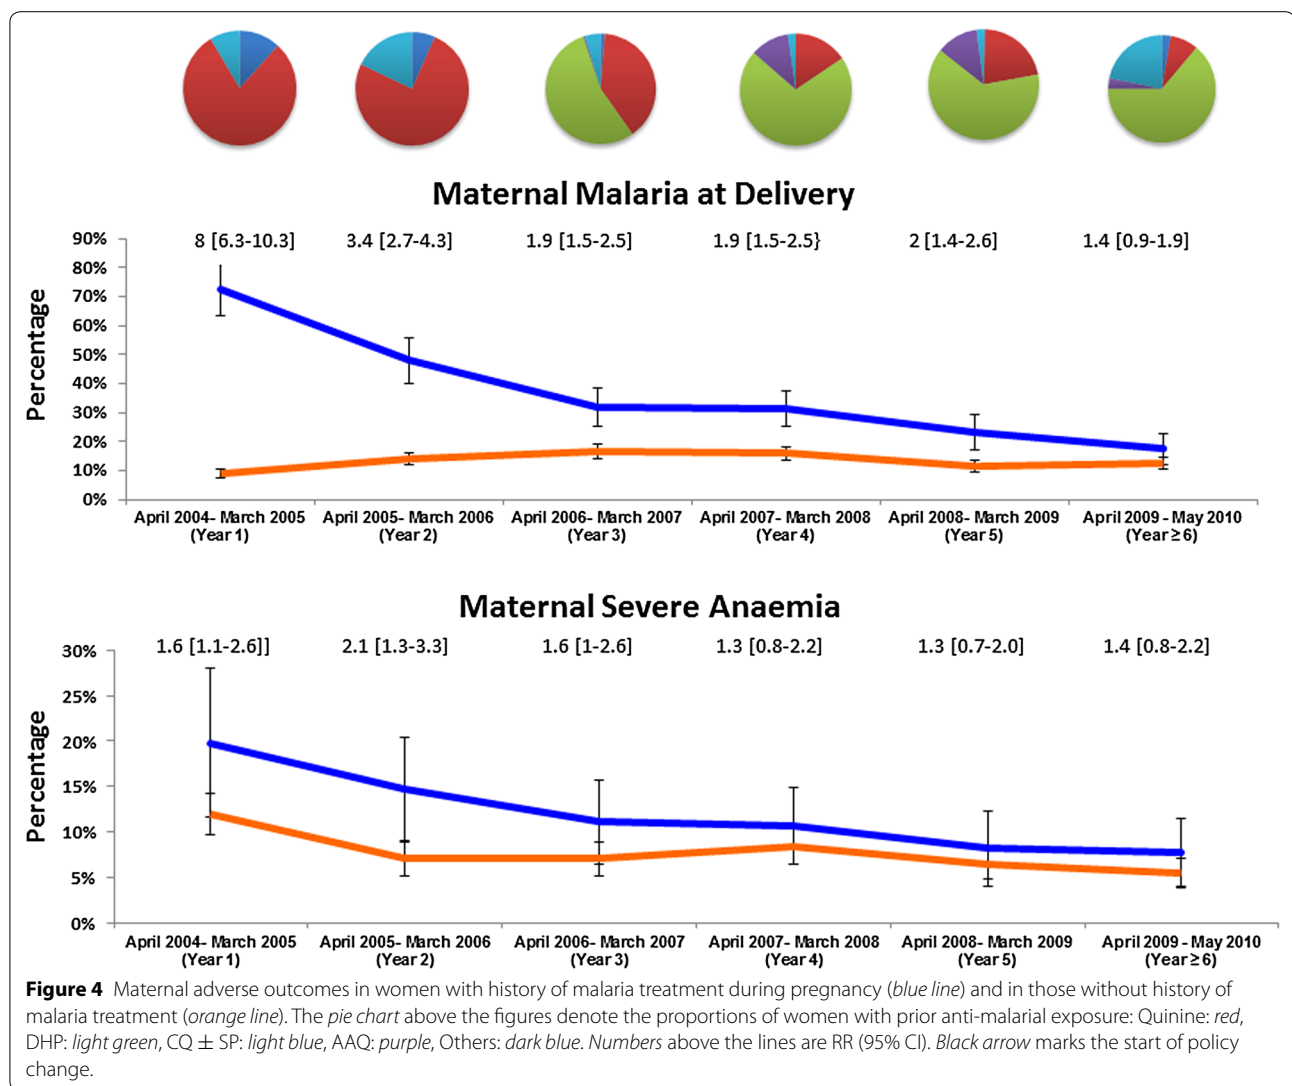 Maternal Malaria at Delivery
8 [6.3-10.3] 3.4 [2.7-4.3] 1.9 [1.5-2.5] 1.9 [1.5-2.5} 2 [1.4-2.6] 1.4 [0.9-1.9]
Percentage
90%
80%
70%
60%
50%
40%
30%
20%
10%
0%
April 2004- March 2005 April 2005- March 2006 April 2006- March 2007 April 2007- March 2008 April 2008- March 2009 April 2009 - May 2010
(Year 1) (Year 2) (Year 3) (Year 4) (Year 5) (Year ≥ 6)
Maternal Severe Anaemia
1.6 [1.1-2.6]] 2.1 [1.3-3.3] 1.6 [1-2.6] 1.3 [0.8-2.2] 1.3 [0.7-2.0] 1.4 [0.8-2.2]
Percentage
30%
25%
20%
15%
10%
5%
0%
April 2004- March 2005 April 2005- March 2006 April 2006- March 2007 April 2007- March 2008 April 2008- March 2009 April 2009 - May 2010
(Year 1) (Year 2) (Year 3) (Year 4) (Year 5) (Year ≥ 6)
Figure 4 Maternal adverse outcomes in women with history of malaria treatment during pregnancy (blue line) and in those without history of
malaria treatment (orange line). The pie chart above the figures denote the proportions of women with prior anti-malarial exposure: Quinine: red,
DHP: light green, CQ ± SP: light blue, AAQ: purple, Others: dark blue. Numbers above the lines are RR (95% CI). Black arrow marks the start of policy
change.